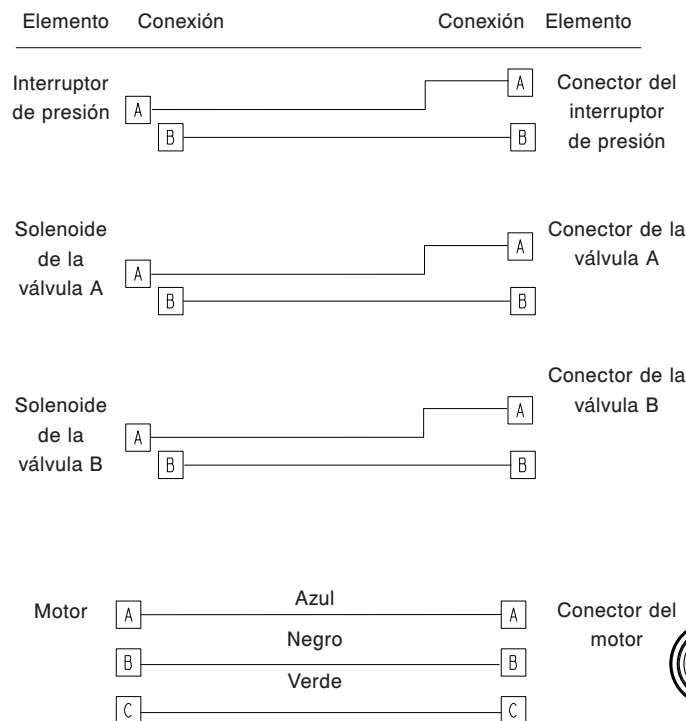 Elemento Conexión Conexión Elemento
Interruptor
de presión
A
B
A
B
Conector del
interruptor
de presión
Solenoide
de la
válvula A
A
B
A
B
Conector de la
válvula A
Solenoide
de la
válvula B
A
B
A
B
Conector de la
válvula B
Motor
A Azul A
B Negro B
C Verde C
Conector del
motor